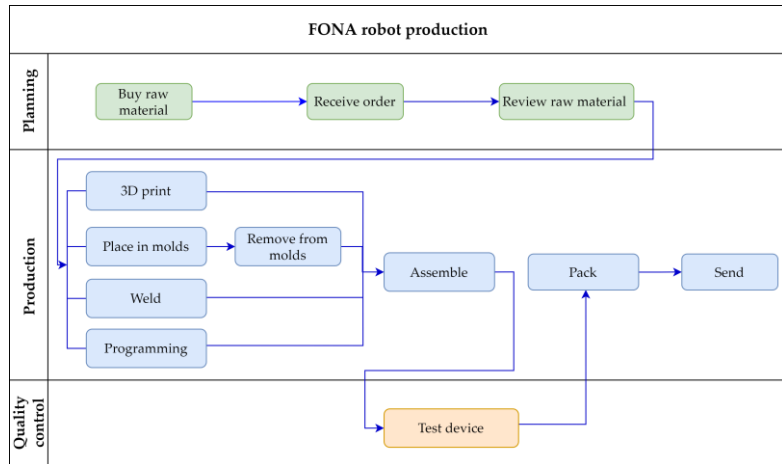 FONA robot production
Planning
Buy raw
material
Receive order
Review raw material
Production
3D print
Place in molds
Remove from
molds
Weld
Programming
Assemble
Pack
Send
Quality
control
Test device